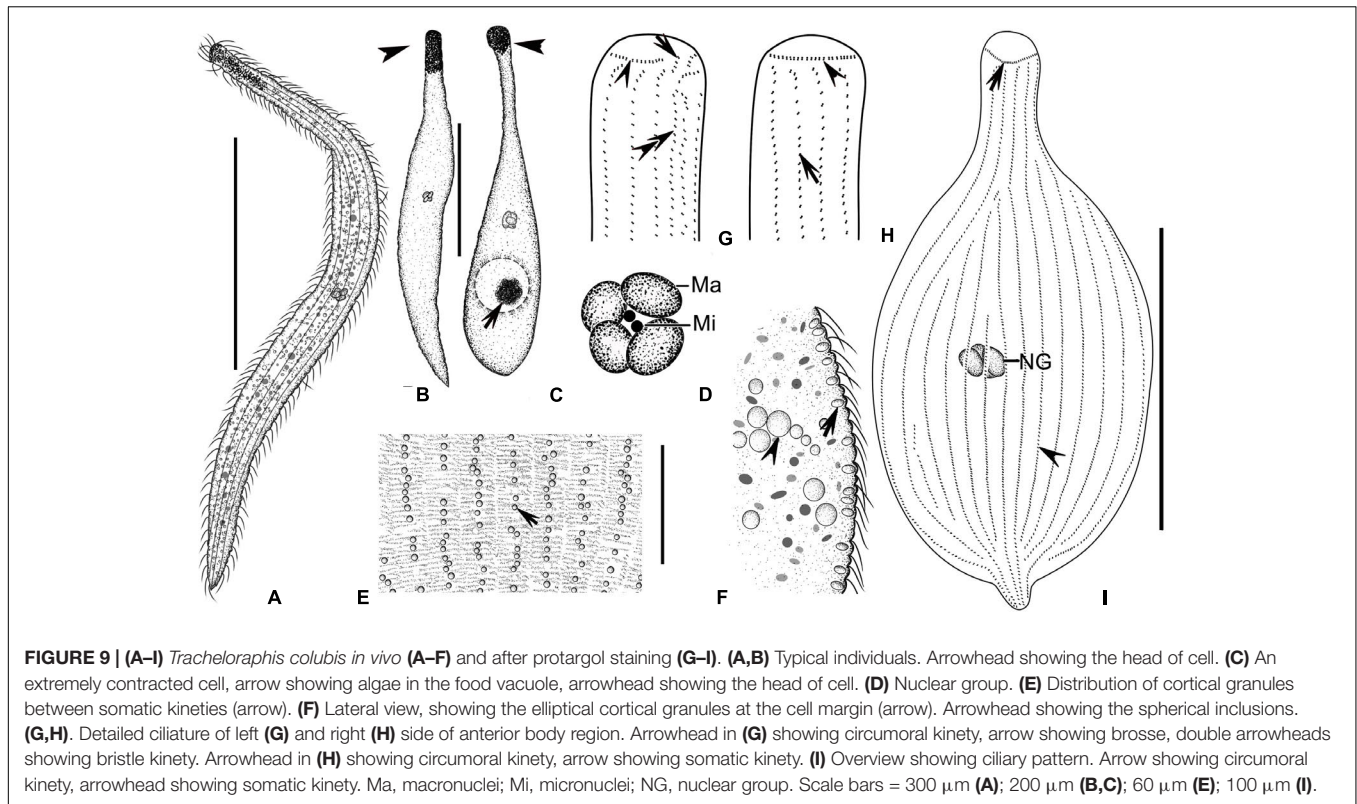 G
H
Ma
Mi
NG
B
C
D
A
E
F
I
FIGURE 9 | (A–I) Tracheloraphis colubis in vivo (A–F) and after protargol staining (G–I). (A,B) Typical individuals. Arrowhead showing the head of cell. (C) An
extremely contracted cell, arrow showing algae in the food vacuole, arrowhead showing the head of cell. (D) Nuclear group. (E) Distribution of cortical granules
between somatic kineties (arrow). (F) Lateral view, showing the elliptical cortical granules at the cell margin (arrow). Arrowhead showing the spherical inclusions.
(G,H). Detailed ciliature of left (G) and right (H) side of anterior body region. Arrowhead in (G) showing circumoral kinety, arrow showing brosse, double arrowheads
showing bristle kinety. Arrowhead in (H) showing circumoral kinety, arrow showing somatic kinety. (I) Overview showing ciliary pattern. Arrow showing circumoral
kinety, arrowhead showing somatic kinety. Ma, macronuclei; Mi, micronuclei; NG, nuclear group. Scale bars = 300 μm (A); 200 μm (B,C); 60 μm (E); 100 μm (I).